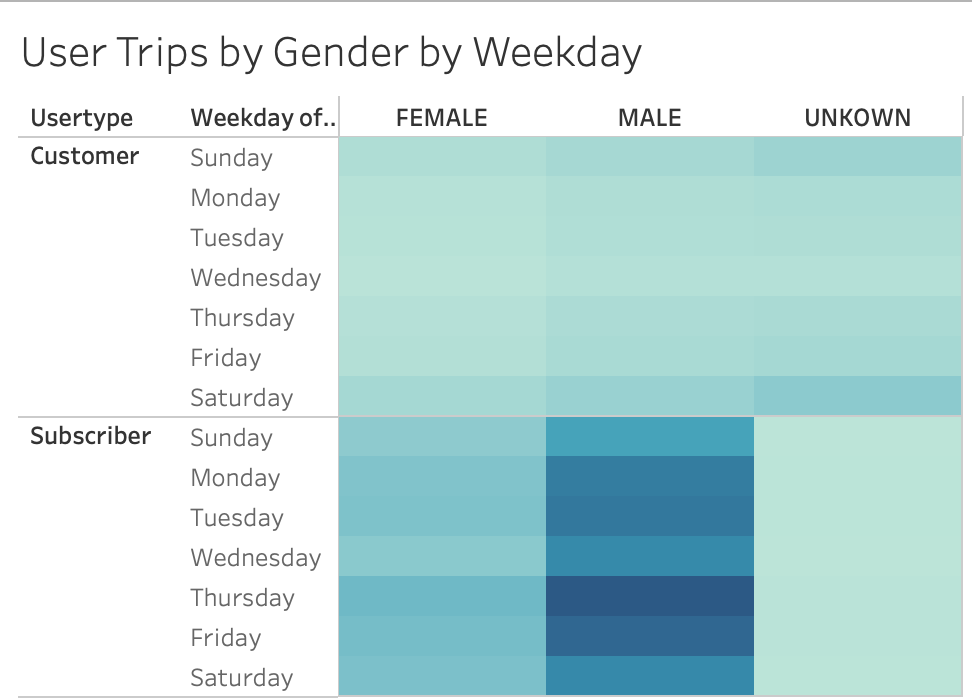 User Trips by Gender by Weekday
Usertype Weekday of.. FEMALE MALE UNKOWN
Customer Sunday
Monday
Tuesday
Wednesday
Thursday
Friday
Saturday
Subscriber Sunday
Monday
Tuesday
Wednesday
Thursday
Friday
Saturday